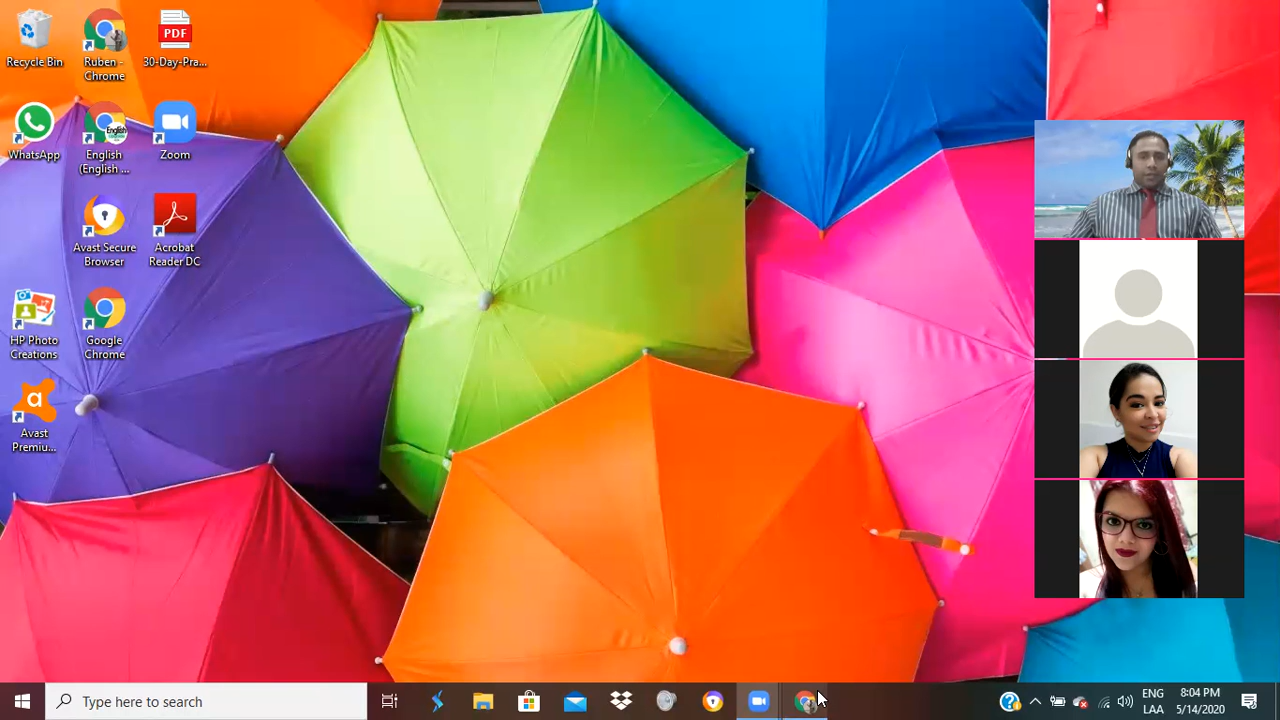 Recycle Bin
Ruben -
Chrome
PDF
30-Day-Pra...
WhatsApp
English
English
(English ...
Zoom
Avast Secure
Browser
Acrobat
Reader DC
HP Photo
Creations
Google
Chrome
Avast
Premiu...
Type here to search
ENG
LAA
8:04 PM
5/14/2020